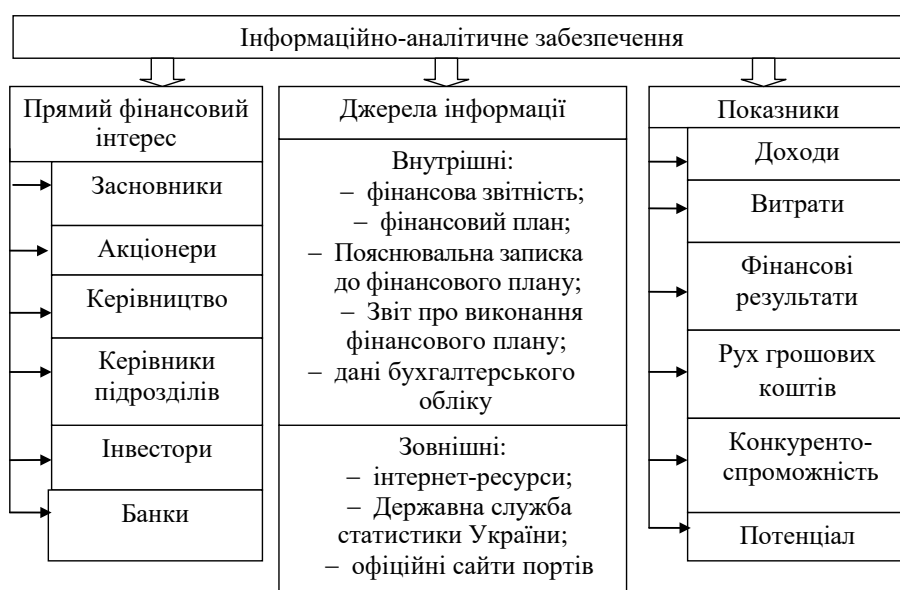 Інформаційно-аналітичне забезпечення
Прямий фінансовий
інтерес
Засновники
Акціонери
Керівництво
Керівники
підрозділів
Інвестори
Банки
Джерела інформації
Внутрішні:
– фінансова звітність;
– фінансовий план;
– Пояснювальна записка
до фінансового плану;
– Звіт про виконання
фінансового плану;
– дані бухгалтерського
обліку
Зовнішні:
– інтернет-ресурси;
– Державна служба
статистики України;
– офіційні сайти портів
Показники
Доходи
Витрати
Фінансові
результати
Рух грошових
коштів
Конкуренто-
спроможність
Потенціал